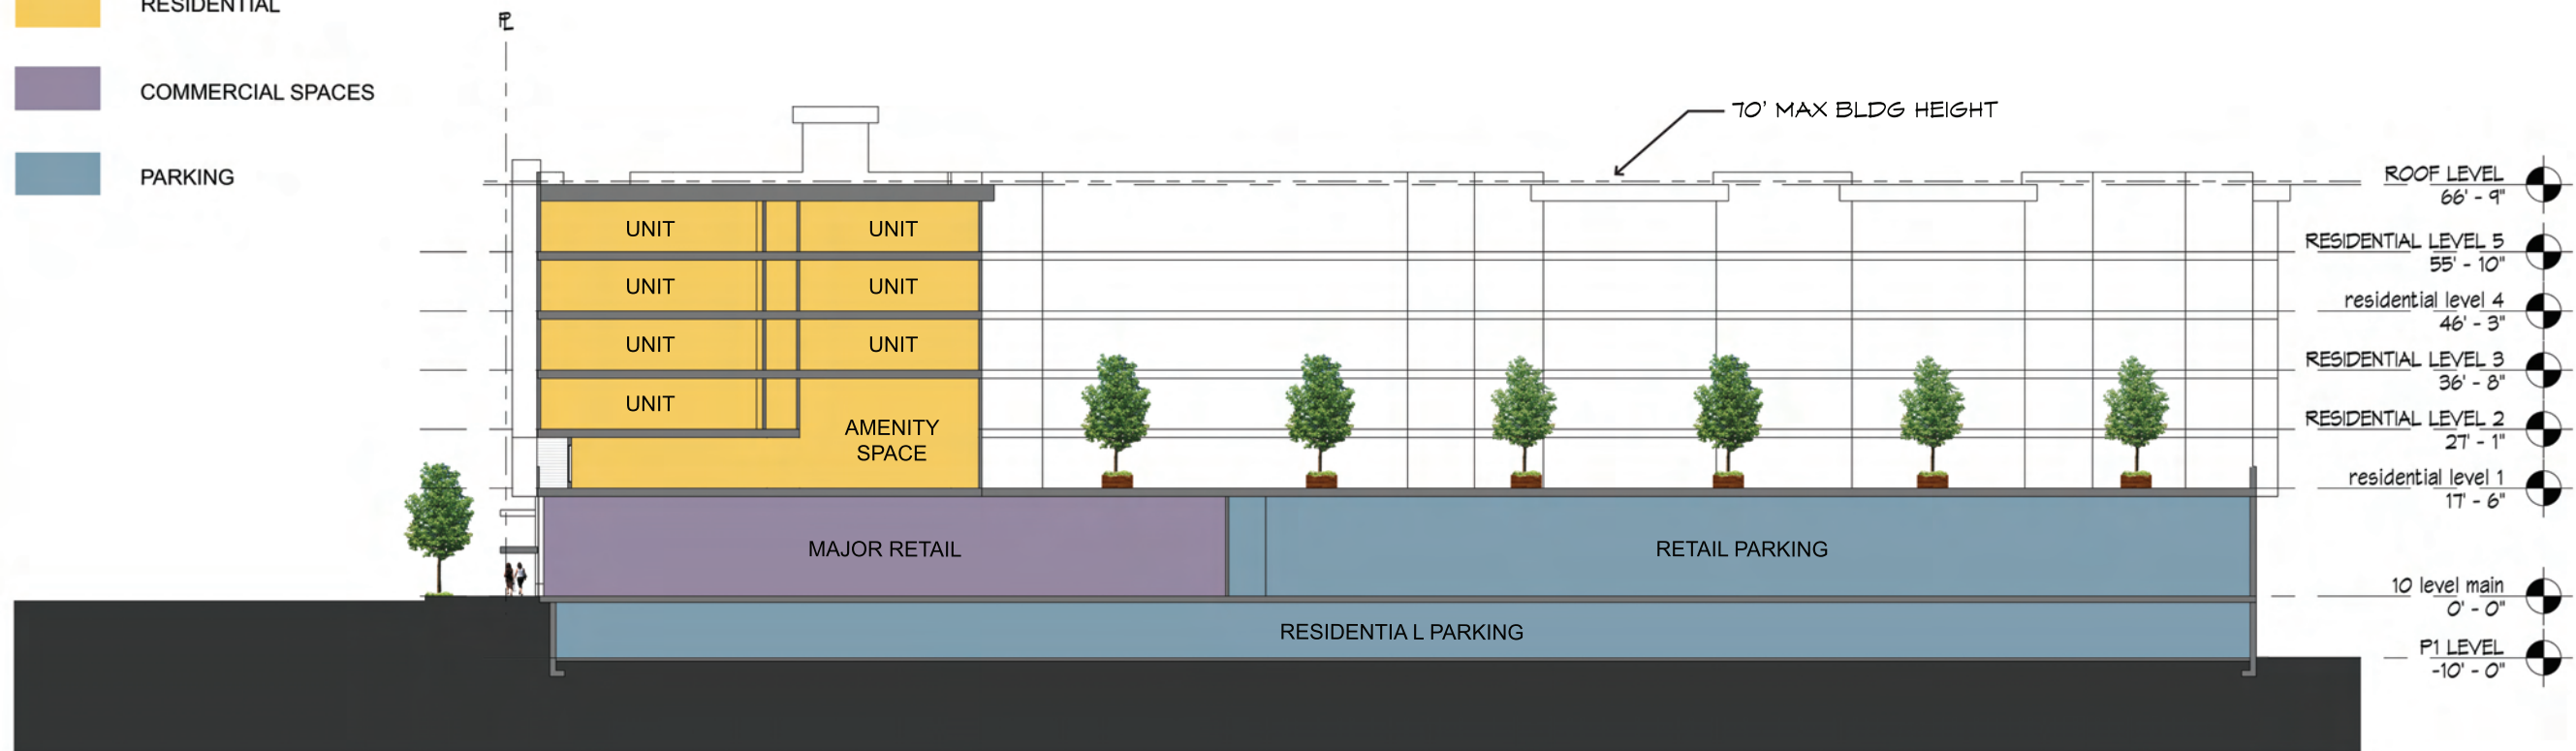 RESIDENTIAL
COMMERCIAL SPACES
PARKING
PL
70' MAX BLDG HEIGHT
ROOF LEVEL
66' - 9"
RESIDENTIAL LEVEL 5
55' - 10"
residential level 4
46' - 3"
RESIDENTIAL LEVEL 3
36' - 8"
RESIDENTIAL LEVEL 2
27' - 1"
residential level 1
17' - 6"
10 level main
0' - 0"
P1 LEVEL
-10' - 0"
UNIT UNIT
UNIT UNIT
UNIT UNIT
UNIT
AMENITY
SPACE
MAJOR RETAIL
RETAIL PARKING
RESIDENTIA L PARKING